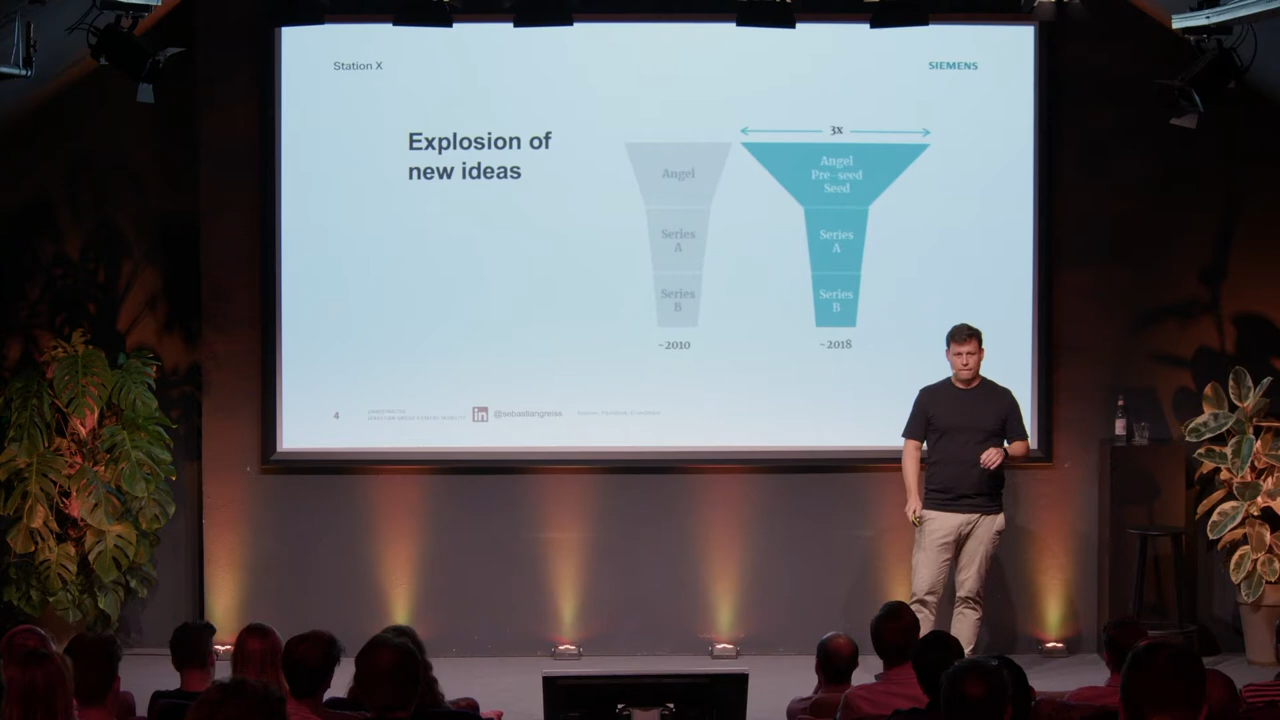 Station X
SIEMENS
Explosion of
new ideas
3x
Angel
Series
A
Series
B
~2010
Angel
Pre-seed
Seed
Series
A
Series
B
~2018
4
in
@sebastiangreiss